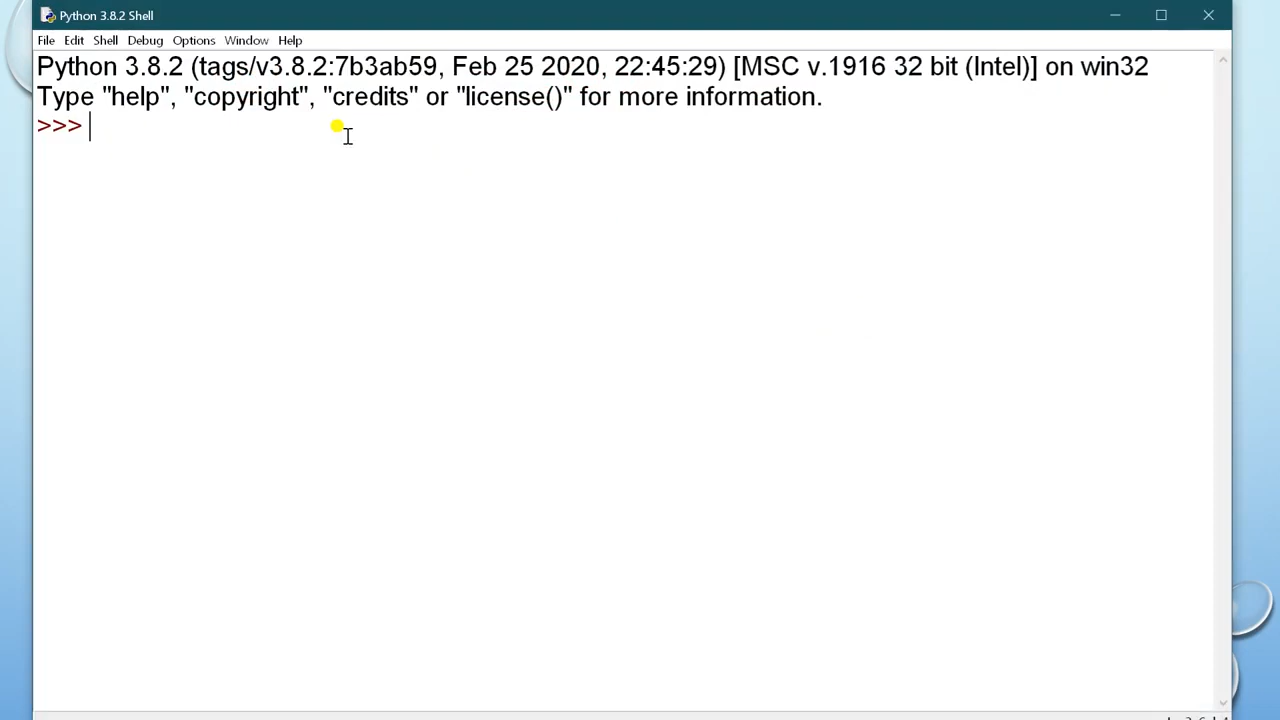 Python 3.8.2 Shell
File Edit Shell Debug Options Window Help
Python 3.8.2 (tags/v3.8.2:7b3ab59, Feb 25 2020, 22:45:29) [MSC v.1916 32 bit (Intel)] on win32
Type "help", "copyright", "credits" or "license()" for more information.
>>>